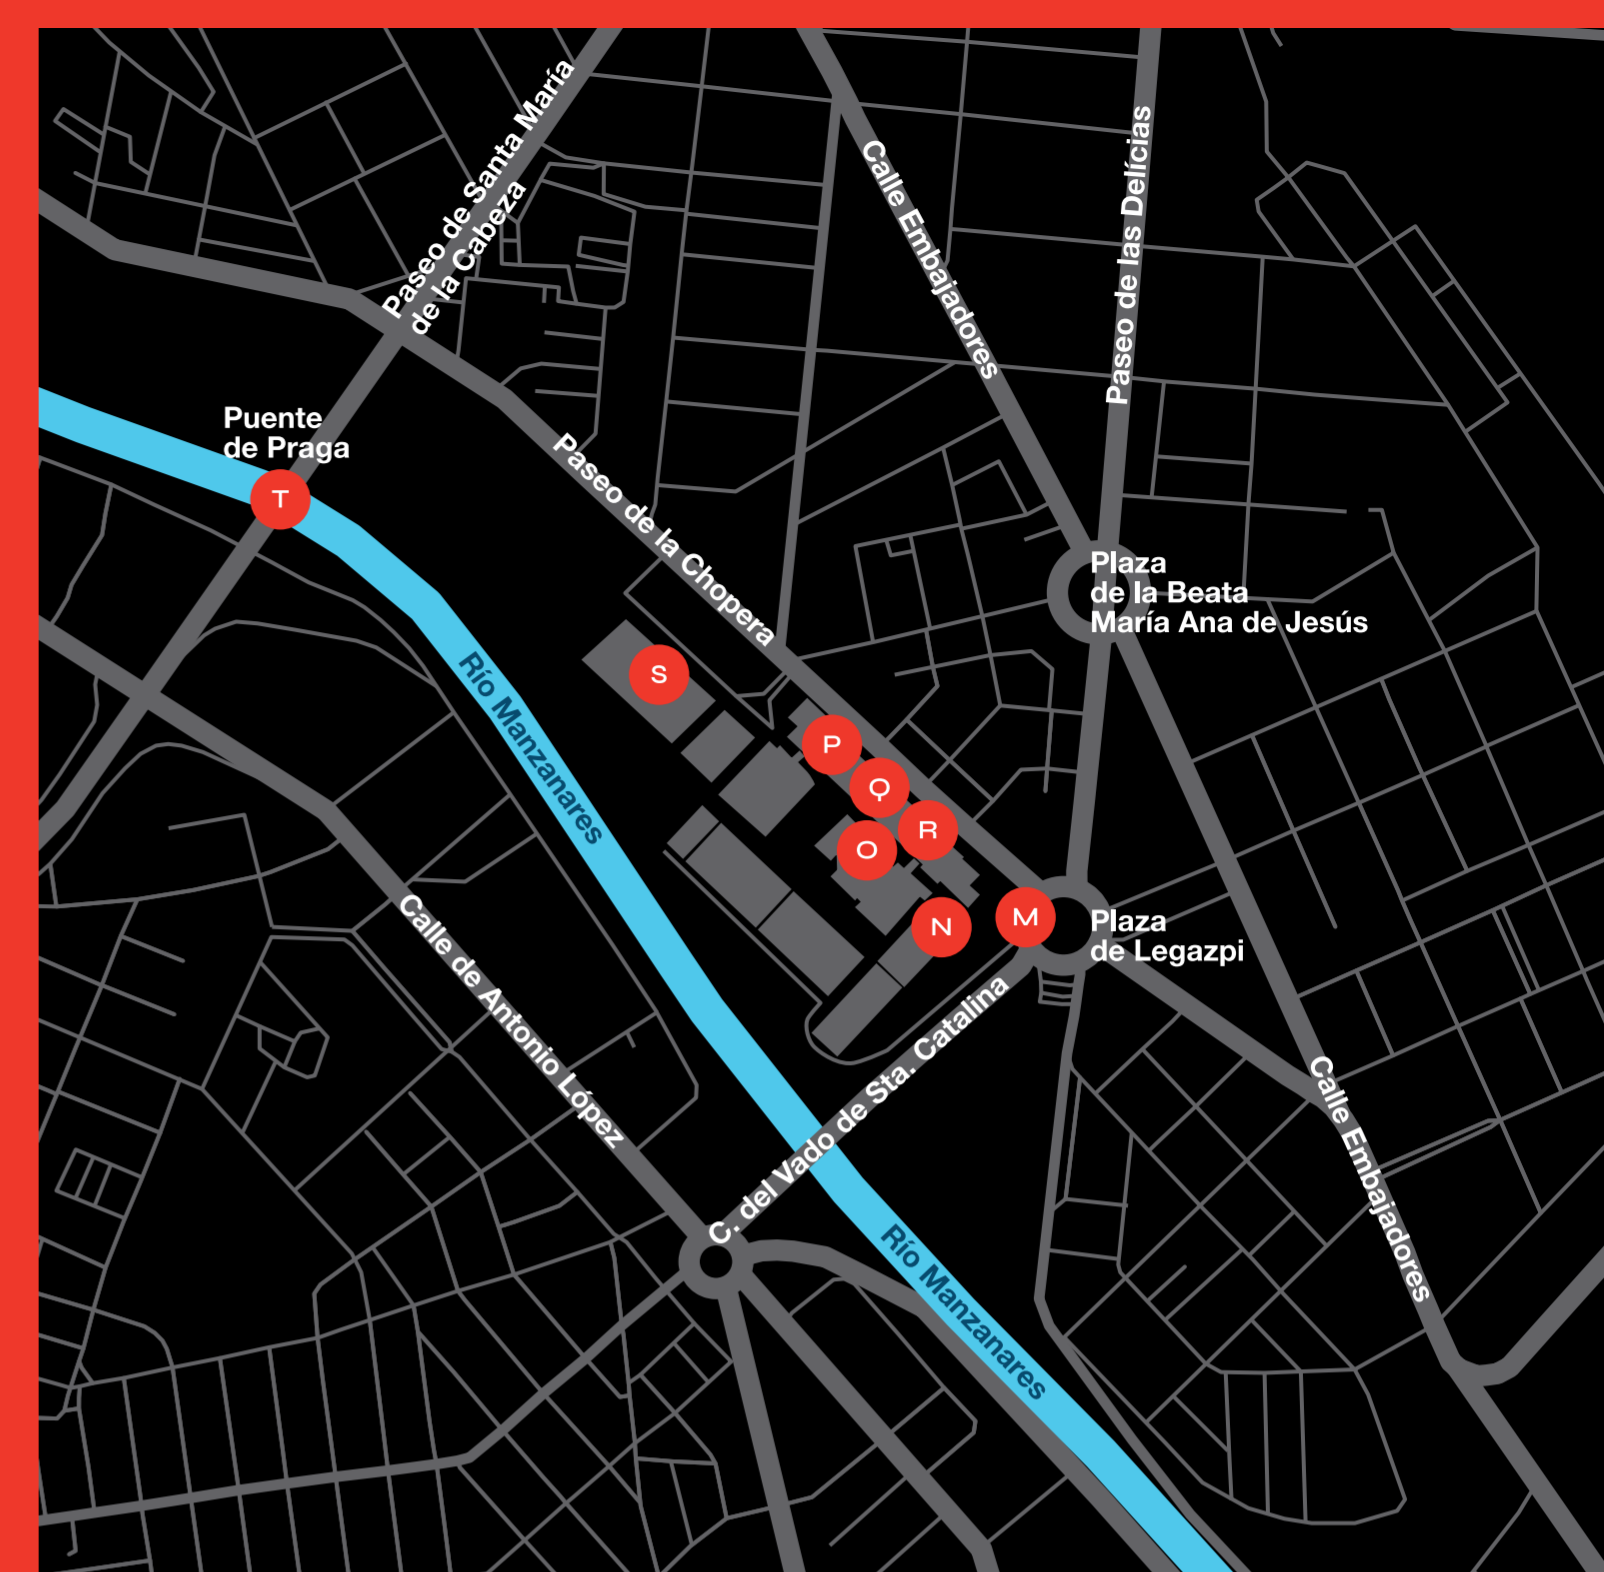 Paseo de Santa María
de la Cabeza
Calle Embajadores
Paseo de las Delícias
Puente
de Praga
T
Paseo de la Chopera
Plaza
de la Beata
María Ana de Jesús
Río Manzanares
S
P
Q
R
O
N
M
Plaza
de Legazpi
Calle de Antonio López
C. del Vado de Sta. Catalina
Calle Embajadores
Río Manzanares